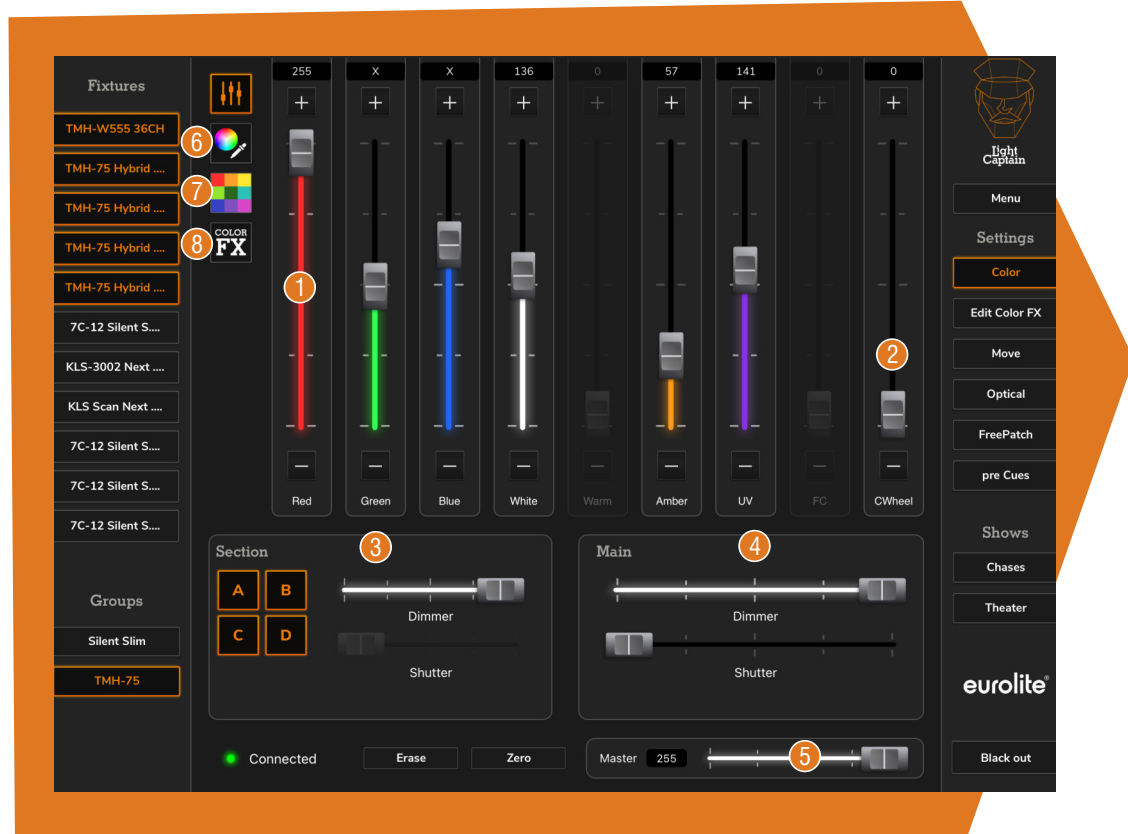 Fixtures
TMH-W555 36CH
TMH-75 Hybrid ....
TMH-75 Hybrid ....
TMH-75 Hybrid ....
TMH-75 Hybrid ....
7C-12 Silent S....
KLS-3002 Next ....
KLS Scan Next ....
7C-12 Silent S....
7C-12 Silent S....
7C-12 Silent S....
Groups
Silent Slim
TMH-75
6
7
8
COLOR
FX
255 X X 136 0 57 141 0 0
+ + + + + + + + +
1
2
− − − − − − − − −
Red Green Blue White Warm Amber UV FC CWheel
Section
3
A B
C D
Dimmer
Shutter
Main
4
Dimmer
Shutter
Connected
Erase
Zero
Master 255
5
Light
Captain
Menu
Settings
Color
Edit Color FX
Move
Optical
FreePatch
pre Cues
Shows
Chases
Theater
eurolite®
Black out